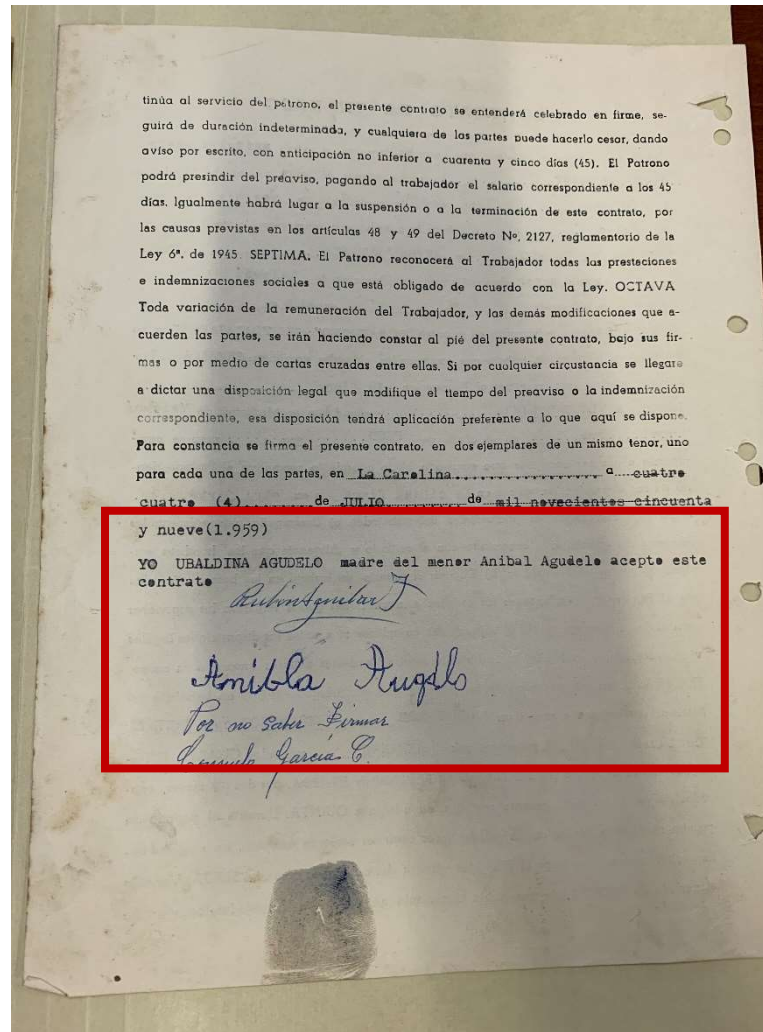 tinúa al servicio del patrono, el presente contrato se entenderá celebrado en firme, se-
guirá de duración indeterminada, y cualquiera de las partes puede hacerlo cesar, dando
avíso por escrito, con anticipación no inferior a cuarenta y cinco días (45). El Patrono
podrá presindir del preaviso, pagando al trabajador el salario correspondiente a los 45
días. Igualmente habrá lugar a la suspensión o a la terminación de este contrato, por
las causas previstas en los artículas 48 y 49 del Decreto Nº. 2127, reglamentorio de la
Ley 6ª. de 1945. SEPTIMA. El Patrono reconocerá al Trabajador todas las prestaciones
e indemnizaciones sociales a que está obligado de acuerdo con la Ley. OCTAVA
Toda variación de la remuneración del Trabajador, y las demás modificaciones que a-
cuerden las partes, se irán haciendo constar al pié del presente contrato, bajo sus fir-
mas o por medio de cartas cruzadas entre ellas. Si por cualquier circustancia se llegare
a dictar una disposición legal que modifique el tiempo del preaviso o la indemnización
correspondiente, esa disposición tendrá aplicación preferente a lo que aquí se dispone.
Para constancia se firma el presente contrato, en dos ejemplares de un mismo tenor, uno
para cada una de las partes, en La Carolina................. a cuatro
cuatro (4)........de JULIO.............de mil novecientos cincuenta
y nueve(1.959)
YO UBALDINA AGUDELO madre del menor Anibal Agudelo acepto este
contrato
Anibla Augdlo
Por no saber Firmar
García C.